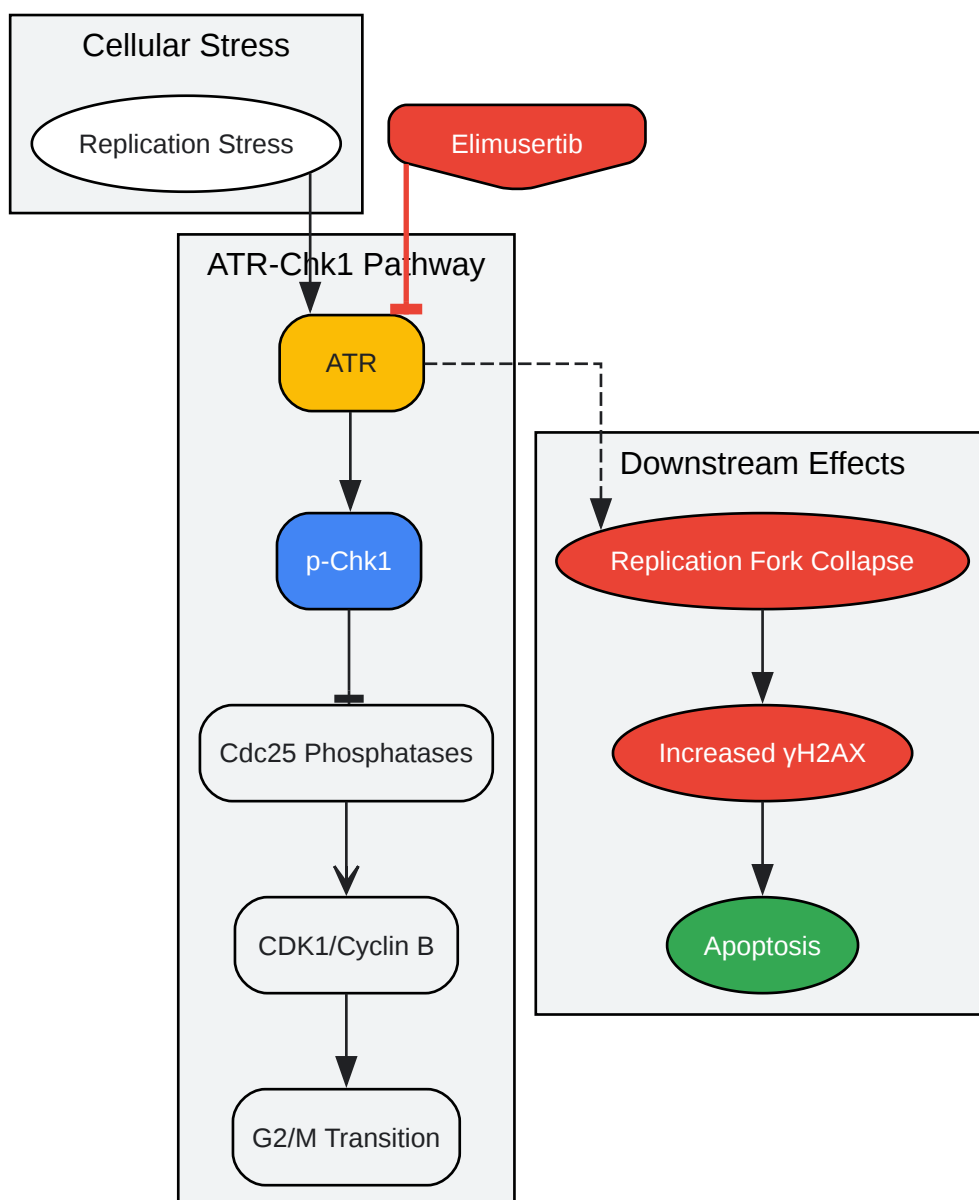 Cellular Stress
Replication Stress
Elimusertib
ATR-Chk1 Pathway
ATR
p-Chk1
Cdc25 Phosphatases
CDK1/Cyclin B
G2/M Transition
Downstream Effects
Replication Fork Collapse
Increased γH2AX
Apoptosis